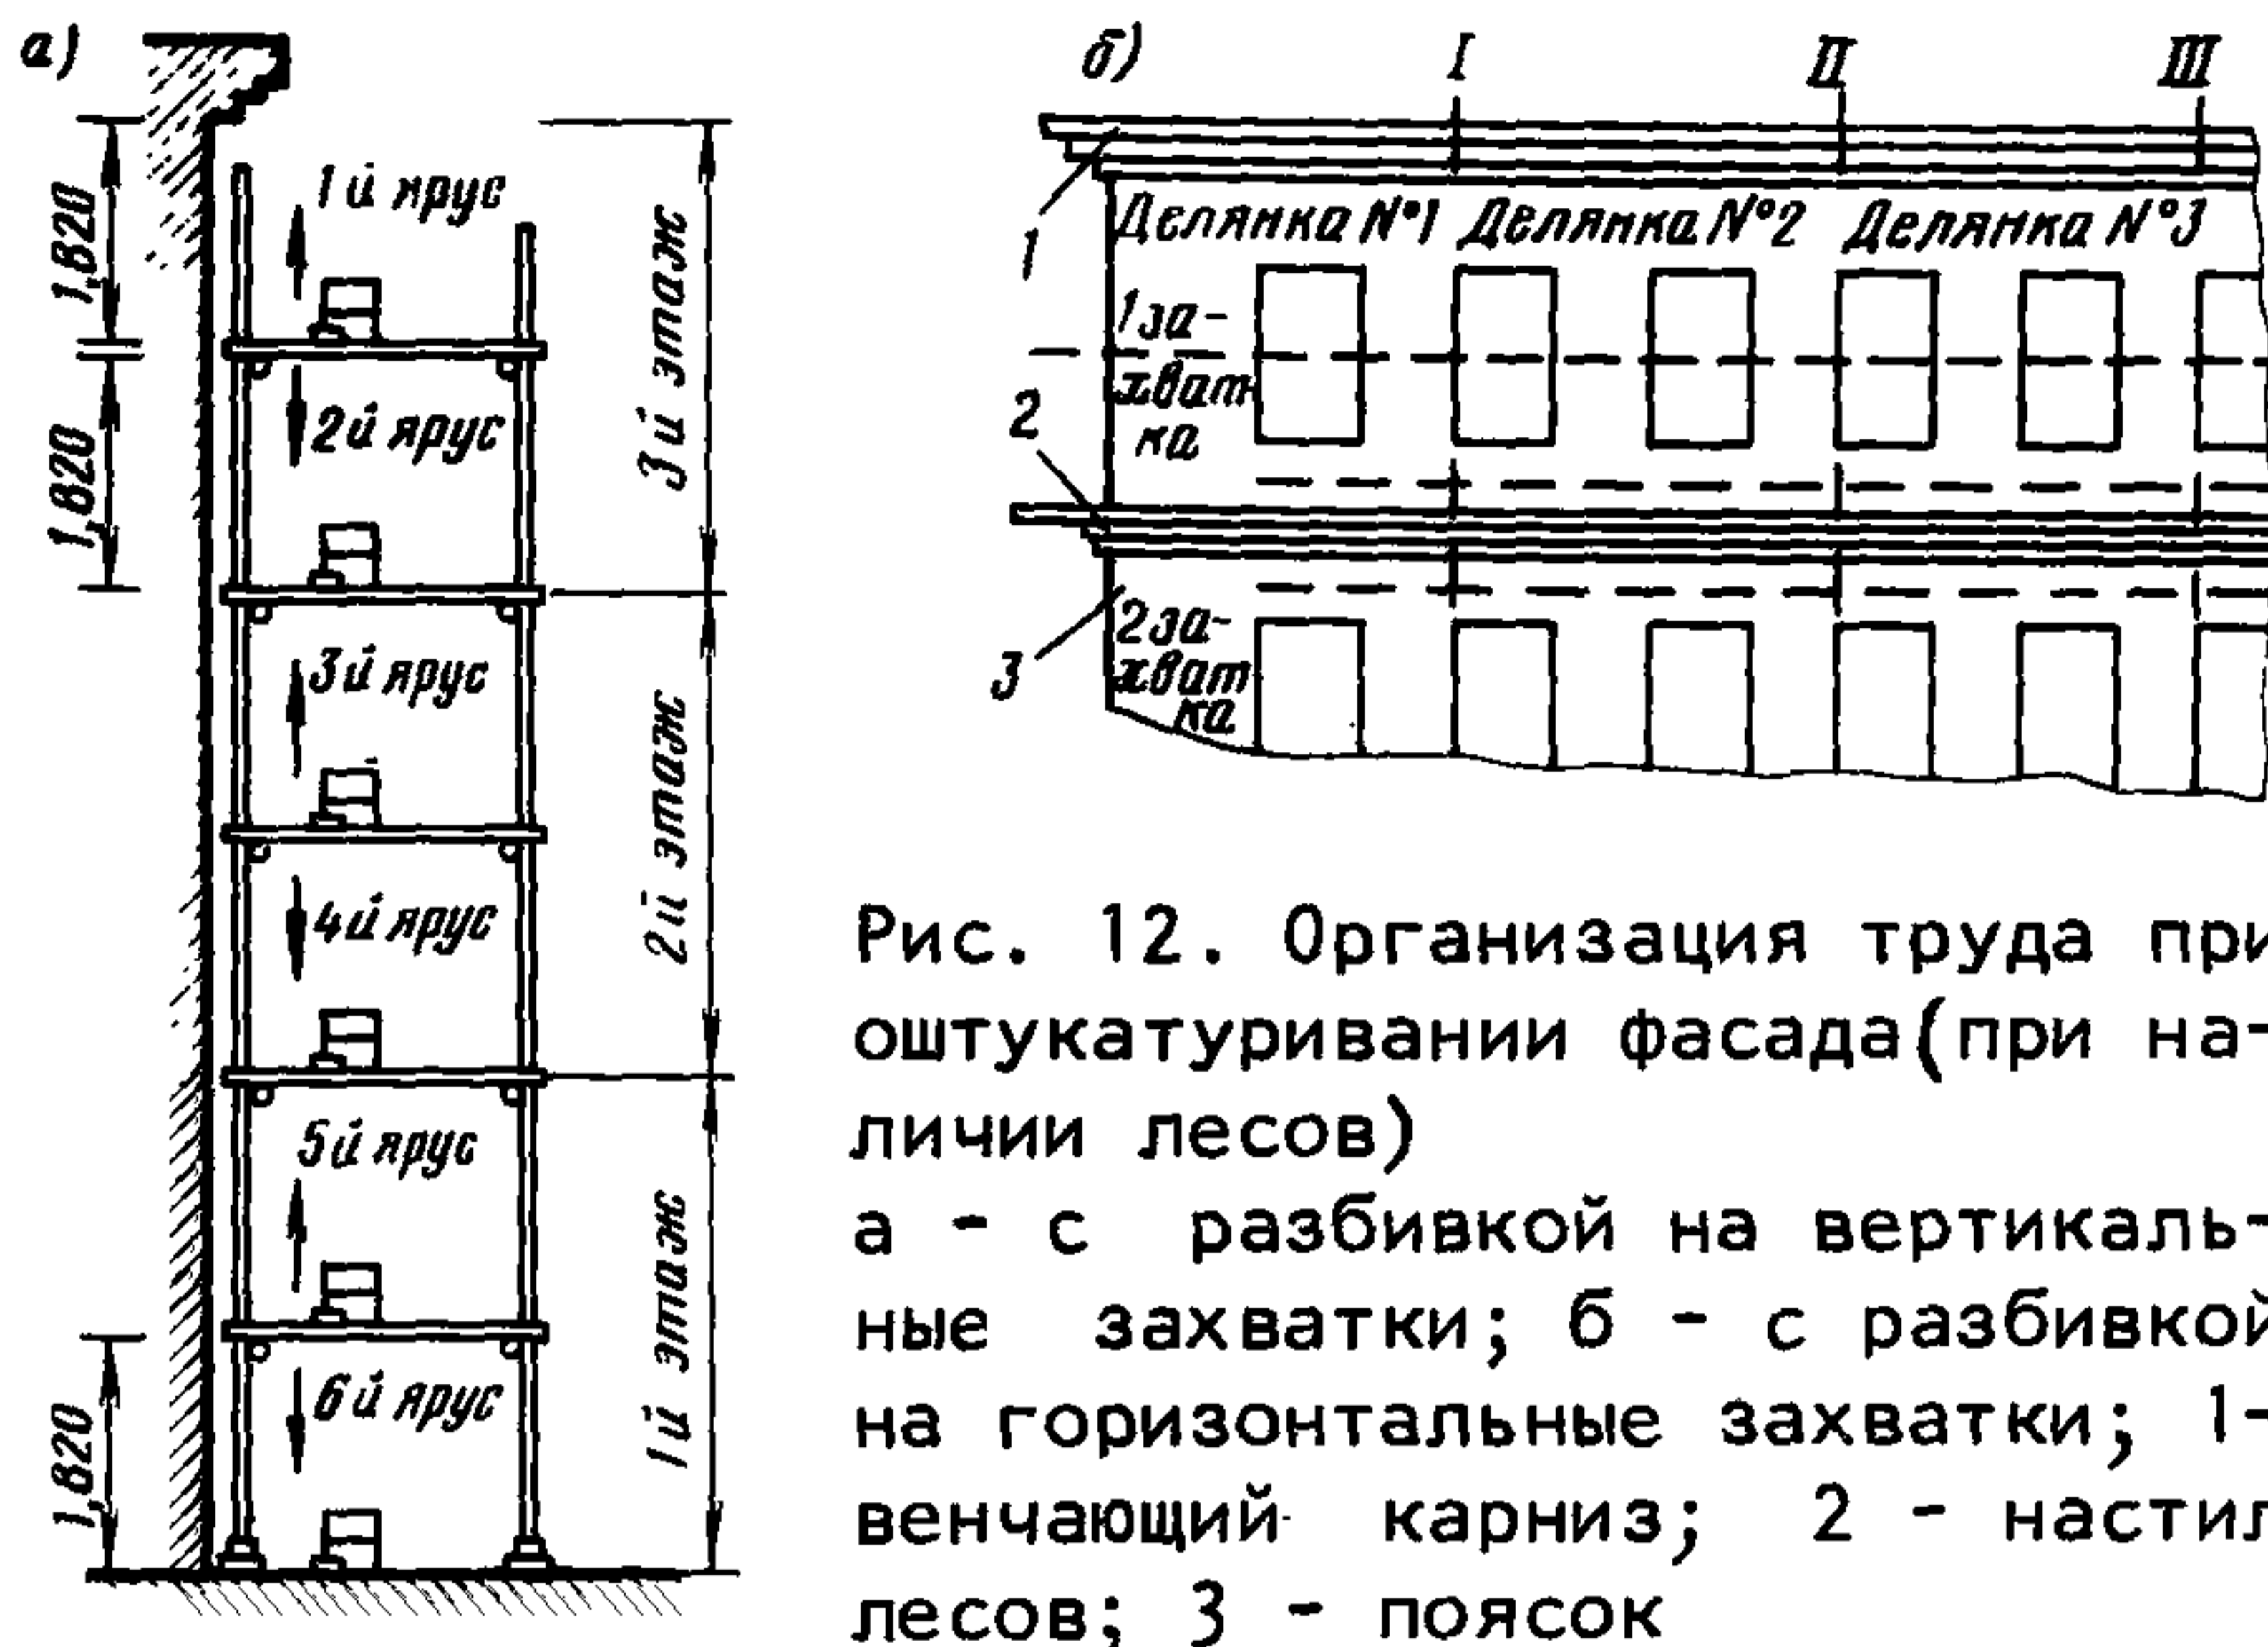 а)
1й ярус
2й ярус
3й ярус
4й ярус
5й ярус
6й ярус
1,820
1,820
1,820
3й этаж
2й этаж
1й этаж
б)
I
II
III
Делянка №1 Делянка №2 Делянка №3
1 за-
хват
ка
2 за-
хват
ка
1
2
3
Рис. 12. Организация труда при
оштукатуривании фасада(при на-
личии лесов)
а - с разбивкой на вертикаль-
ные захватки; б - с разбивкой
на горизонтальные захватки; 1-
венчающий карниз; 2 - настил
лесов; 3 - поясок